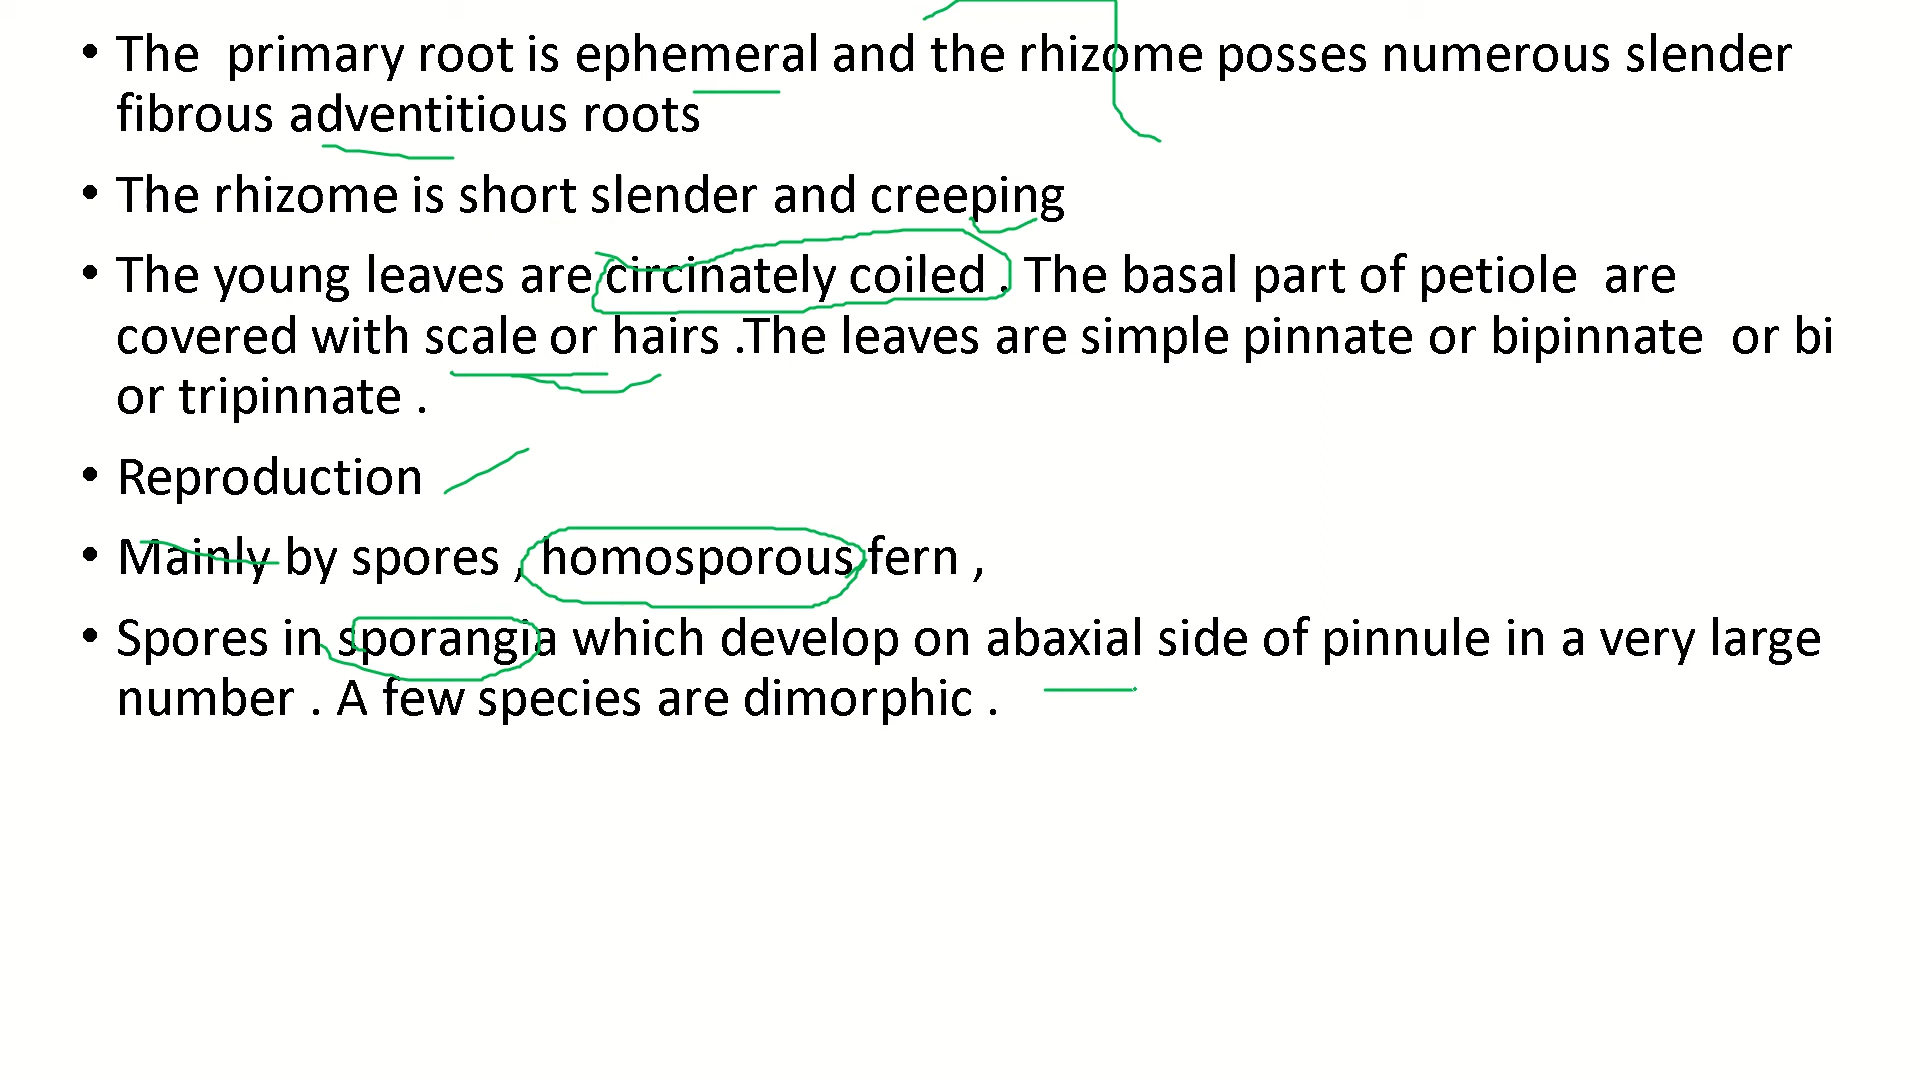 • The primary root is ephemeral and the rhizome posses numerous slender
fibrous adventitious roots
• The rhizome is short slender and creeping
• The young leaves are circinately coiled . The basal part of petiole are
covered with scale or hairs .The leaves are simple pinnate or bipinnate or bi
or tripinnate .
• Reproduction
• Mainly by spores , homosporous fern ,
• Spores in sporangia which develop on abaxial side of pinnule in a very large
number . A few species are dimorphic .